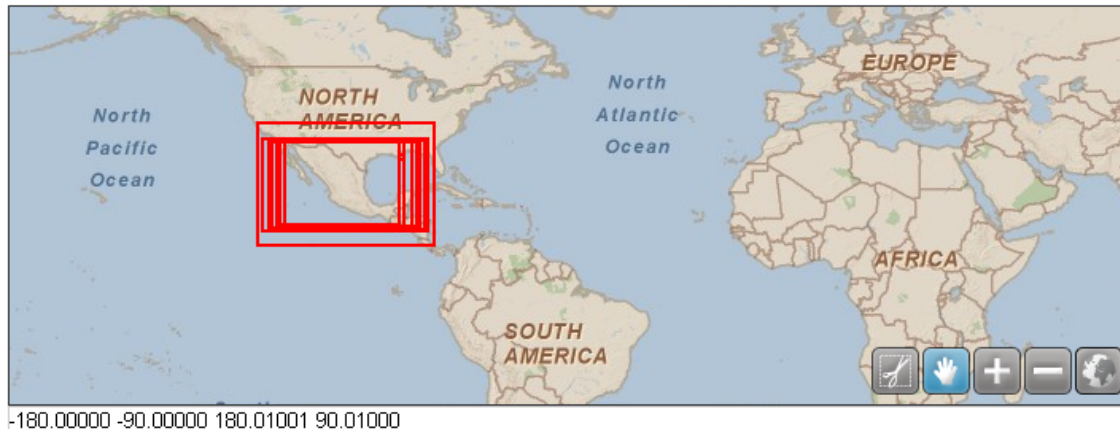 EUROPE
NORTH
AMERICA
North
Atlantic
Ocean
North
Pacific
Ocean
AFRICA
SOUTH
AMERICA
-180.00000 -90.00000 180.01001 90.01000